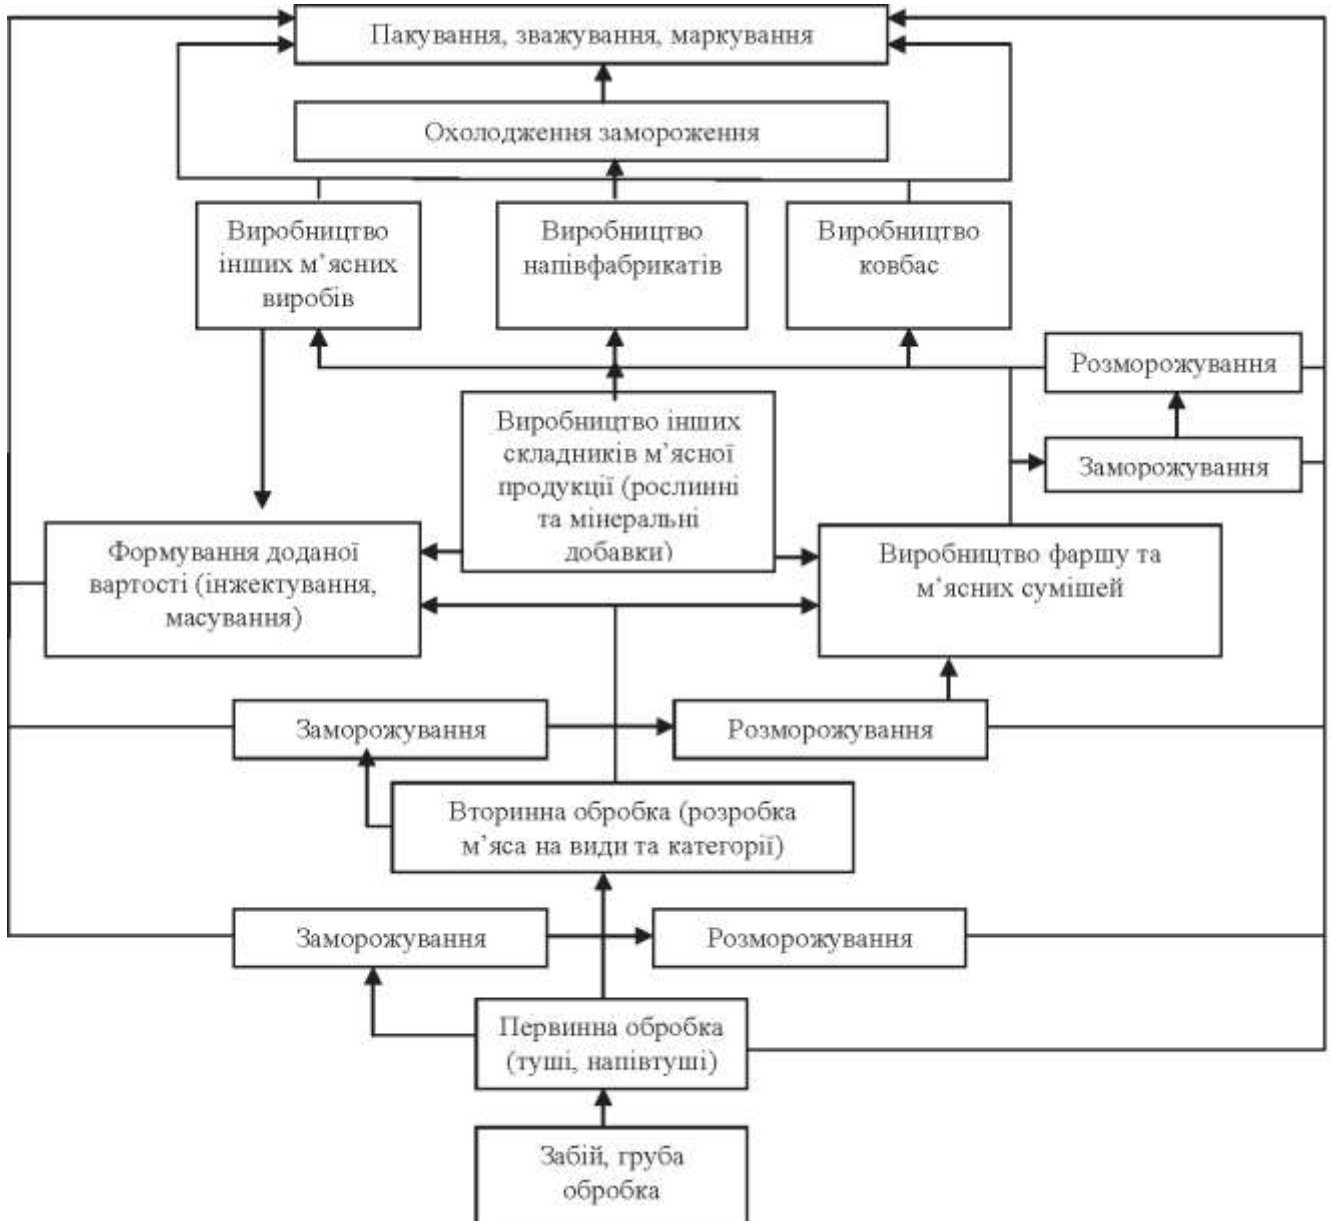 Пакування, зважування, маркування
Охолодження замороження
Виробництво
інших м’ясних
виробів
Виробництво
напівфабрикатів
Виробництво
ковбас
Розморожування
Виробництво інших
складників м’ясної
продукції (рослинні
та мінеральні
добавки)
Заморожування
Формування доданої
вартості (інжектування,
масування)
Виробництво фаршу та
м’ясних сумішей
Заморожування
Розморожування
Вторинна обробка (розробка
м’яса на види та категорії)
Заморожування
Розморожування
Первинна обробка
(туші, напівтуші)
Забій, груба
обробка